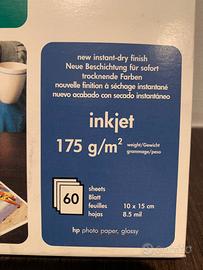 new instant-dry finish
Neue Beschichtung für sofort
trocknende Farben
nouvelle finition à séchage instantané
nuevo acabado con secado instantáneo
inkjet
175 g/m² weight/Gewicht
grammage/peso
60
sheets
Blatt
feuilles 10 x 15 cm
hojas 8.5 mil
hp photo paper, glossy
subito